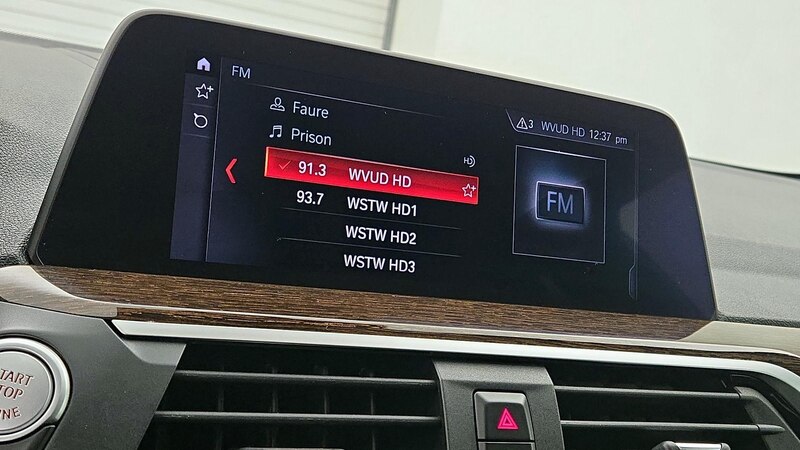 FM
3 WVUD HD 12:37 pm
Faure
Prison
HD
91.3 WVUD HD
93.7 WSTW HD1
WSTW HD2
WSTW HD3
FM
START
STOP